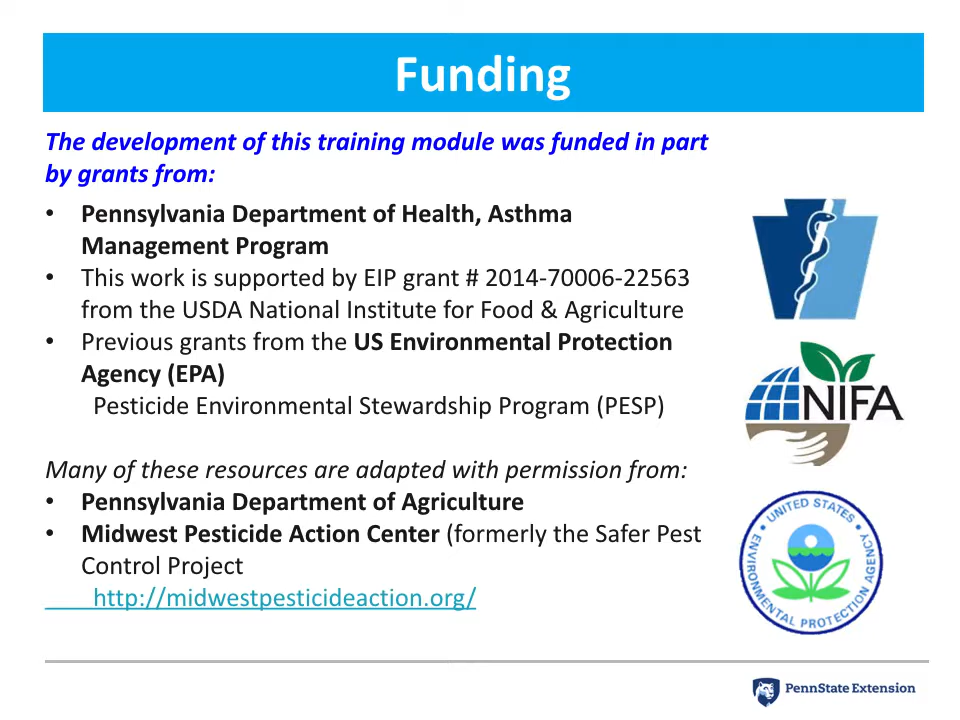 Funding
The development of this training module was funded in part
by grants from:
• Pennsylvania Department of Health, Asthma
Management Program
• This work is supported by EIP grant # 2014-70006-22563
from the USDA National Institute for Food & Agriculture
• Previous grants from the US Environmental Protection
Agency (EPA)
Pesticide Environmental Stewardship Program (PESP)
Many of these resources are adapted with permission from:
• Pennsylvania Department of Agriculture
• Midwest Pesticide Action Center (formerly the Safer Pest
Control Project
http://midwestpesticideaction.org/
NIFA
UNITED STATES
ENVIRONMENTAL PROTECTION AGENCY
PennState Extension